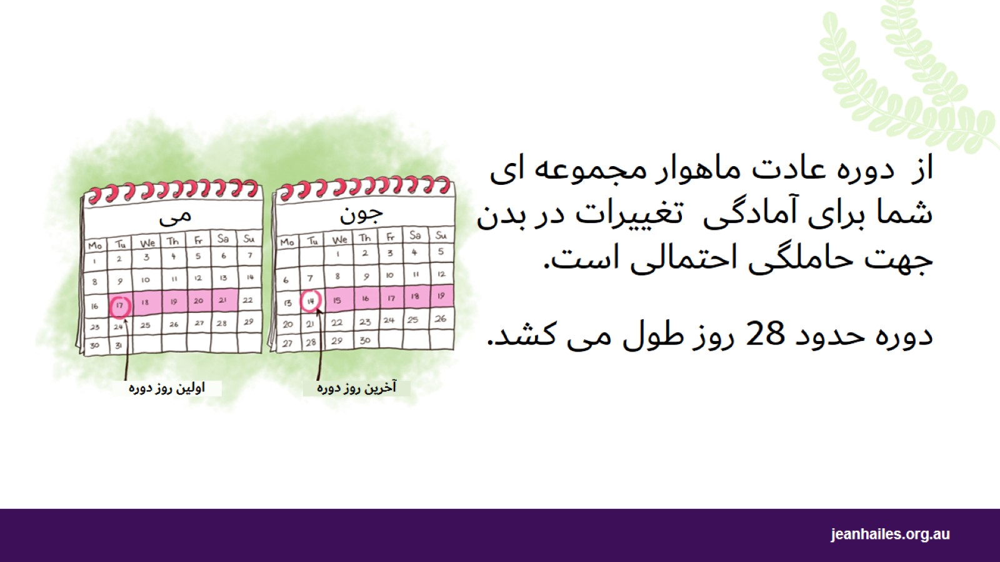 از دوره عادت ماهوار مجموعه ای
شما برای آمادگی تغییرات در بدن
جهت حاملگی احتمالی است.
دوره حدود 28 روز طول می کشد.
می
Mo Tu We Th Fr Sa Su
1 2 3 4 5 6 7
8 9 10 11 12 13 14
16 17 18 19 20 21 22
23 24 25 26 27 28 29
30 31
اولین روز دوره
جون
Mo Tu We Th Fr Sa Su
1 2 3 4 5
6 7 8 9 10 11 12
13 14 15 16 17 18 19
20 21 22 23 24 25 26
27 28 29 30
آخرین روز دوره
jeanhailes.org.au